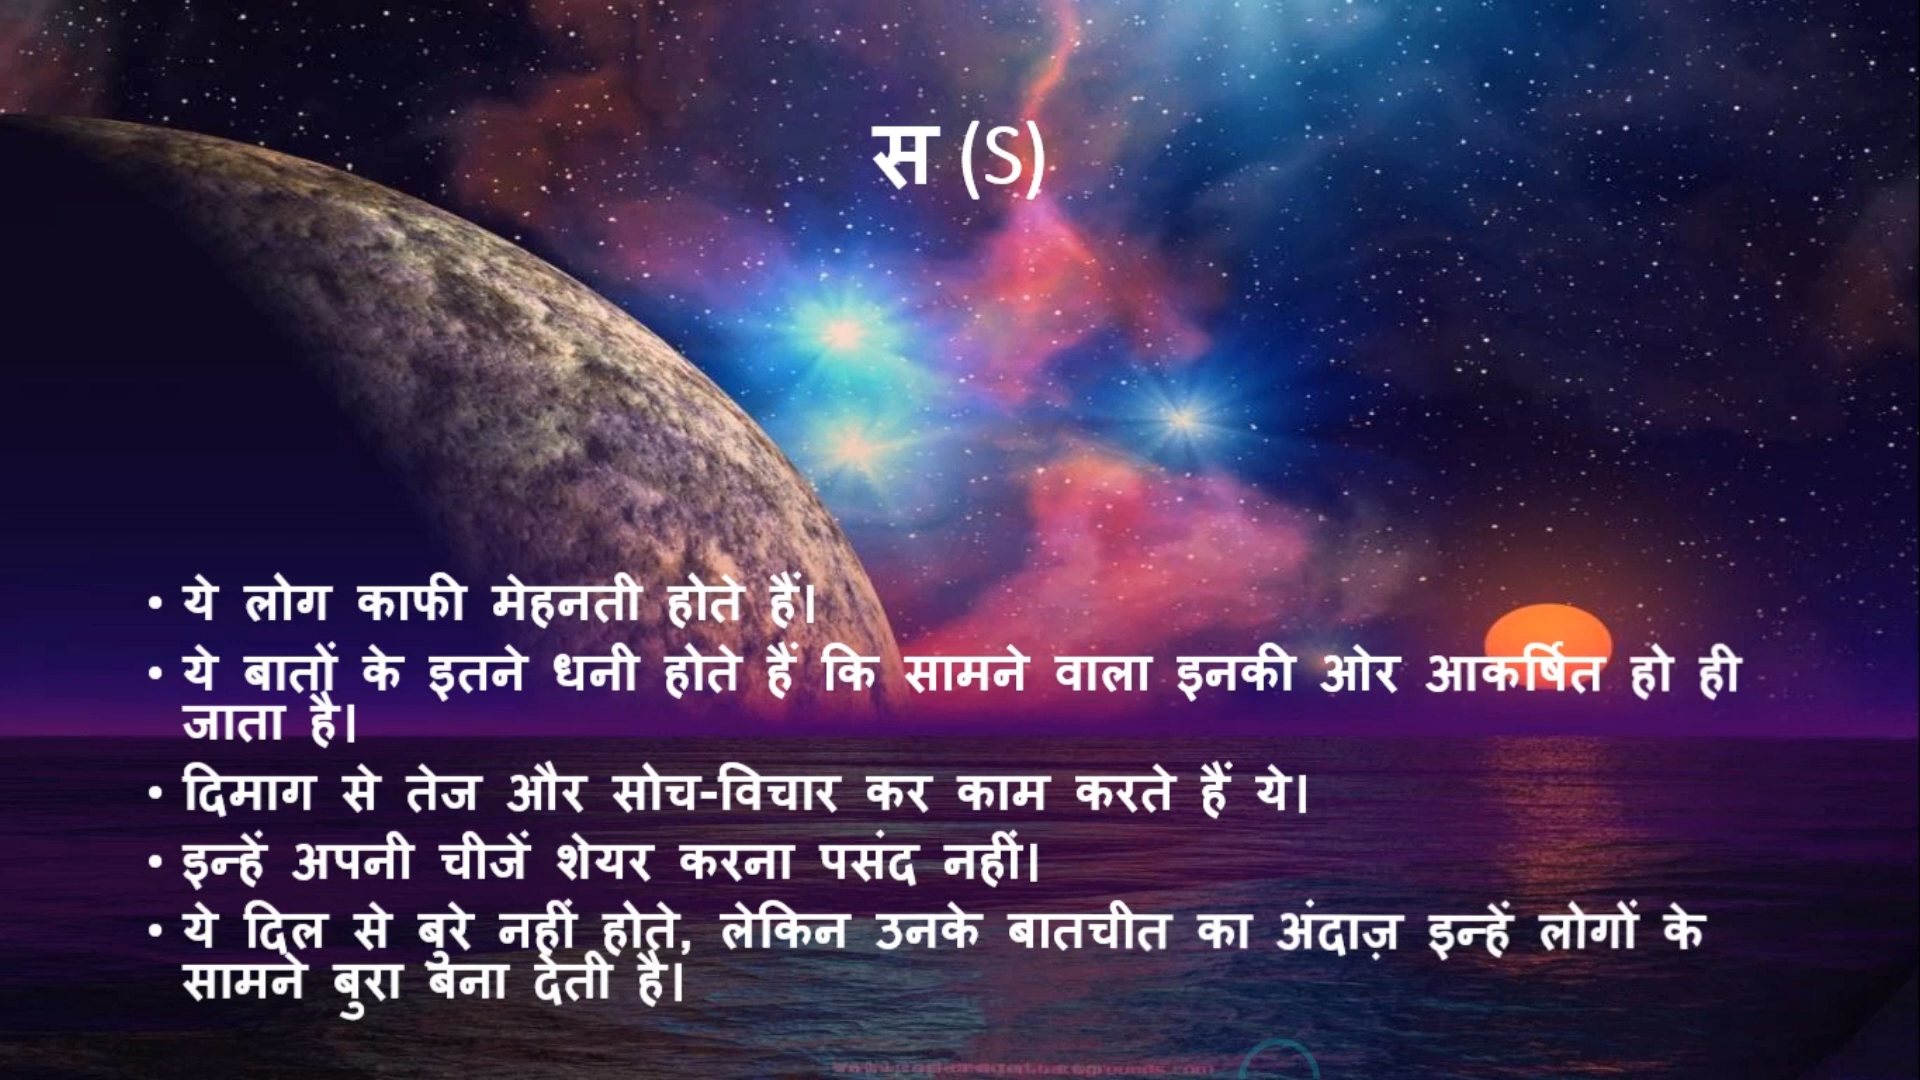 स (S)
• ये लोग काफी मेहनती होते हैं।
• ये बातों के इतने धनी होते हैं कि सामने वाला इनकी ओर आकर्षित हो ही
जाता है।
• दिमाग से तेज और सोच-विचार कर काम करते हैं ये।
• इन्हें अपनी चीजें शेयर करना पसंद नहीं।
• ये दिल से बुरे नहीं होते, लेकिन उनके बातचीत का अंदाज़ इन्हें लोगों के
सामने बुरा बना देती है।